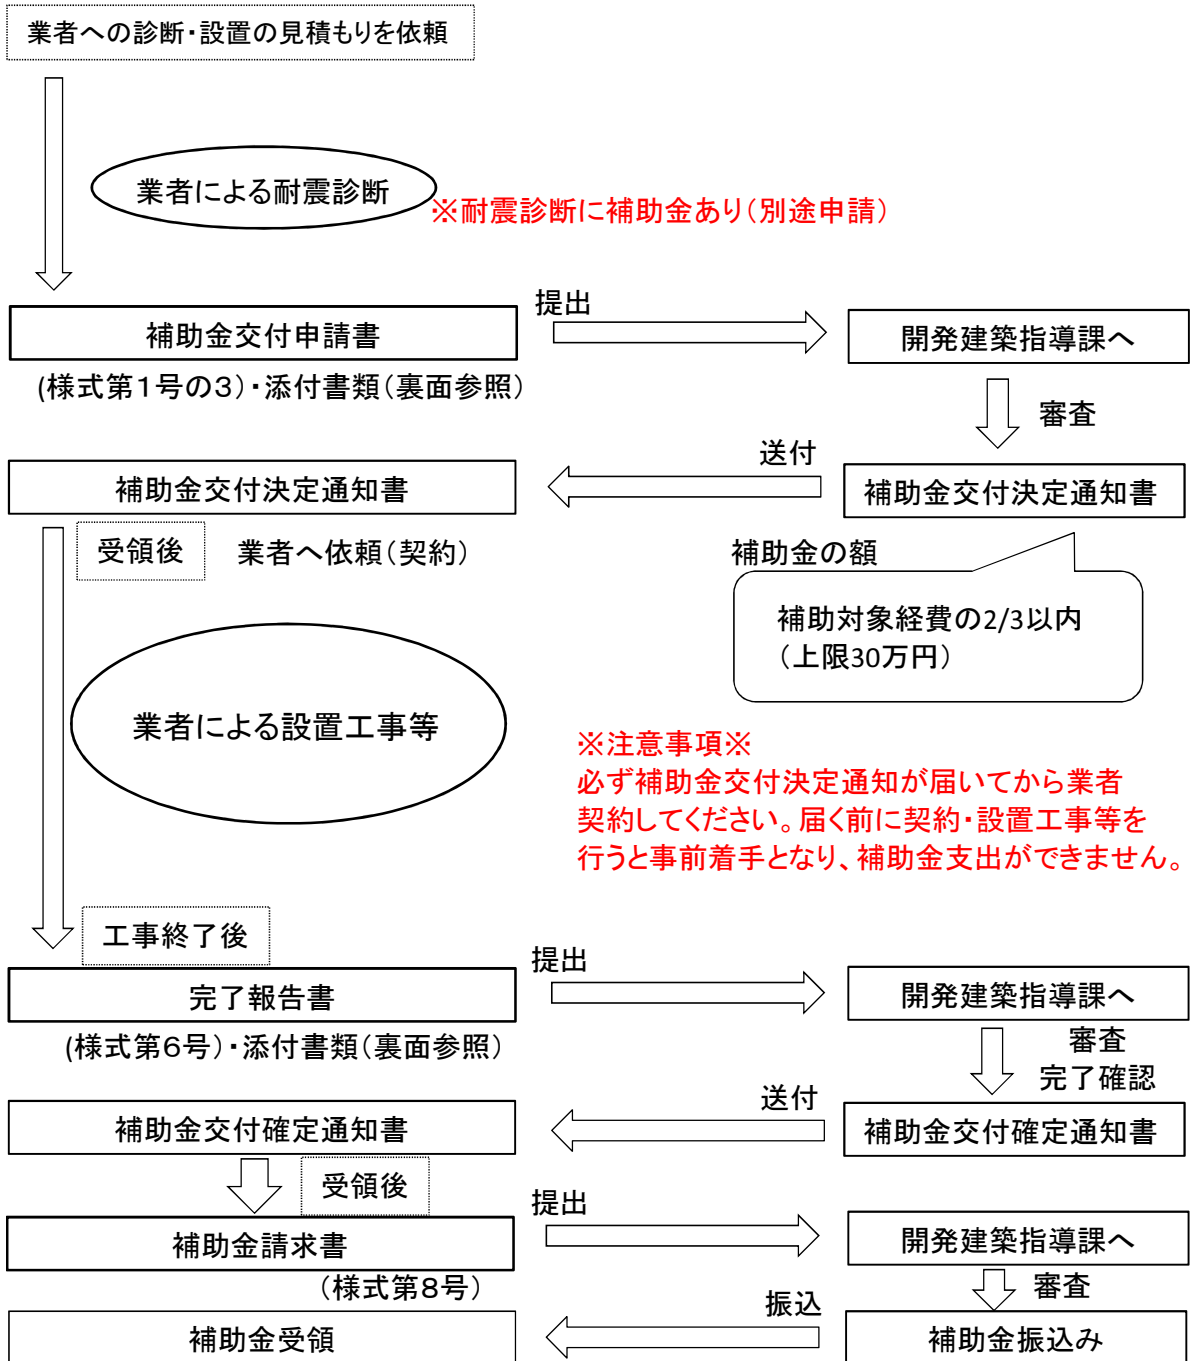 業者への診断・設置の見積もりを依頼
業者による耐震診断
※耐震診断に補助金あり（別途申請）
補助金交付申請書
提出
開発建築指導課へ
(様式第１号の３）・添付書類（裏面参照）
審査
送付
補助金交付決定通知書
補助金交付決定通知書
受領後
業者へ依頼（契約）
補助金の額
補助対象経費の2/3以内
（上限30万円）
業者による設置工事等
※注意事項※
必ず補助金交付決定通知が届いてから業者
契約してください。届く前に契約・設置工事等を
行うと事前着手となり、補助金支出ができません。
工事終了後
提出
完了報告書
開発建築指導課へ
(様式第６号）・添付書類（裏面参照）
審査
完了確認
送付
補助金交付確定通知書
補助金交付確定通知書
受領後
提出
補助金請求書
開発建築指導課へ
（様式第８号）
審査
振込
補助金受領
補助金振込み